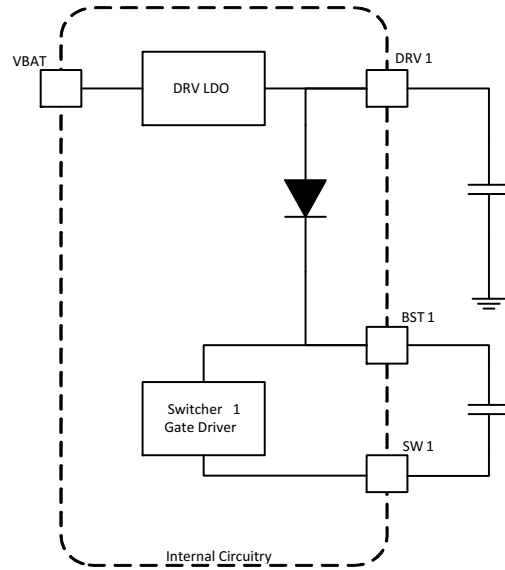 VBAT
DRV LDO
DRV 1
BST 1
Switcher 1
Gate Driver
SW 1
Internal Circuitry